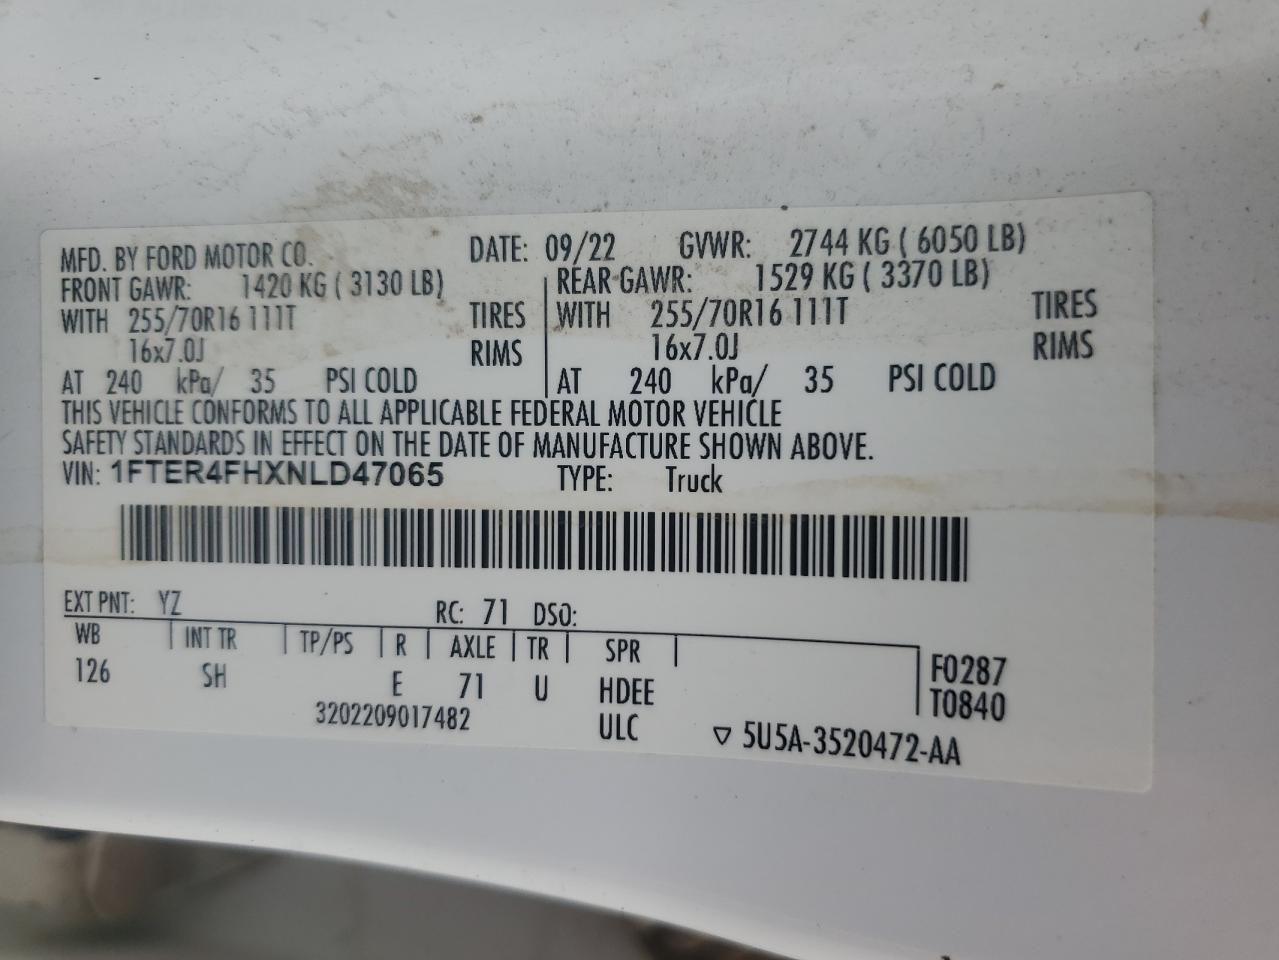 MFD. BY FORD MOTOR CO. DATE: 09/22 GVWR: 2744 KG ( 6050 LB)
FRONT GAWR: 1420 KG ( 3130 LB) REAR GAWR: 1529 KG ( 3370 LB)
WITH 255/70R16 111T TIRES WITH 255/70R16 111T TIRES
16x7.0J RIMS 16x7.0J RIMS
AT 240 kPa/ 35 PSI COLD AT 240 kPa/ 35 PSI COLD
THIS VEHICLE CONFORMS TO ALL APPLICABLE FEDERAL MOTOR VEHICLE
SAFETY STANDARDS IN EFFECT ON THE DATE OF MANUFACTURE SHOWN ABOVE.
VIN: 1FTER4FHXNLD47065 TYPE: Truck
EXT PNT: YZ RC: 71 DSO:
WB INT TR TP/PS R AXLE TR SPR
126 SH E 71 U HDEE F0287
3202209017482 ULC T0840
▽ 5U5A-3520472-AA